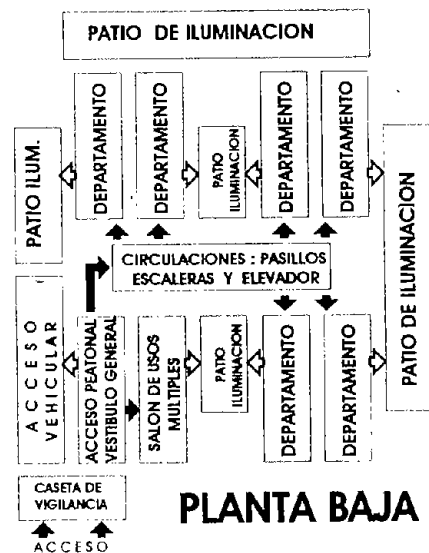 PATIO DE ILUMINACION
PATIO ILUM.
DEPARTAMENTO
DEPARTAMENTO
PATIO
ILUMINACION
DEPARTAMENTO
DEPARTAMENTO
PATIO DE ILUMINACION
CIRCULACIONES : PASILLOS
ESCALERAS Y ELEVADOR
ACCESO
VEHICULAR
ACCESO PEATONAL
VESTIBULO GENERAL
SALON DE USOS
MULTIPLES
PATIO
ILUMINACION
DEPARTAMENTO
DEPARTAMENTO
CASETA DE
VIGILANCIA
ACCESO
PLANTA BAJA